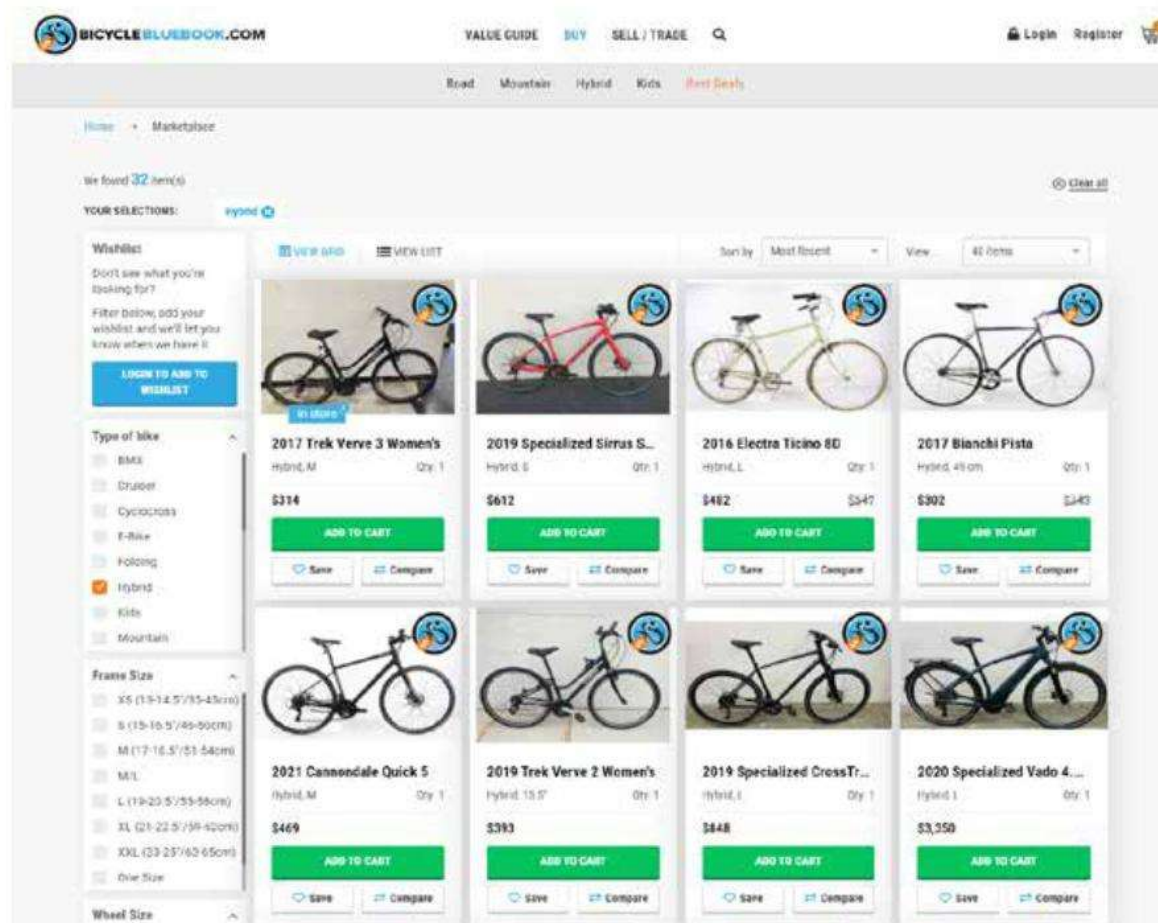 BICYCLEBLUEBOOK.COM
VALUE GUIDE BUY SELL / TRADE
Login Register
Road Mountain Hybrid Kids Best Deals
Home • Marketplace
We found 32 item(s)
Clear all
YOUR SELECTIONS: Hybrid
Wishlist
Don't see what you're
looking for?
Filter below, add your
wishlist and we'll let you
know when we have it
LOGIN TO ADD TO
WISHLIST
VIEW GRID VIEW LIST
Sort by Most Recent View... 40 items
In store
2017 Trek Verve 3 Women's
Hybrid, M Qty: 1
$314
ADD TO CART
Save Compare
2019 Specialized Sirrus S...
Hybrid, S Qty: 1
$612
ADD TO CART
Save Compare
2016 Electra Ticino 8D
Hybrid, L Qty: 1
$482 $547
ADD TO CART
Save Compare
2017 Bianchi Pista
Hybrid, 49 cm Qty: 1
$302 $343
ADD TO CART
Save Compare
Type of bike
BMX
Cruiser
Cyclocross
E-Bike
Folding
Hybrid
Kids
Mountain
Frame Size
XS (13-14.5"/35-45cm)
S (15-16.5"/46-50cm)
M (17-18.5"/51-54cm)
M/L
L (19-20.5"/55-58cm)
XL (21-22.5"/59-62cm)
XXL (23-25"/63-65cm)
One Size
Wheel Size
2021 Cannondale Quick 5
Hybrid, M Qty: 1
$469
ADD TO CART
Save Compare
2019 Trek Verve 2 Women's
Hybrid, 15.5" Qty: 1
$393
ADD TO CART
Save Compare
2019 Specialized CrossTr...
Hybrid, L Qty: 1
$848
ADD TO CART
Save Compare
2020 Specialized Vado 4....
Hybrid, L Qty: 1
$3,350
ADD TO CART
Save Compare